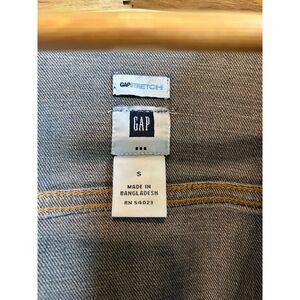 GAPSTRETCH
GAP
S
MADE IN
BANGLADESH
RN 54023